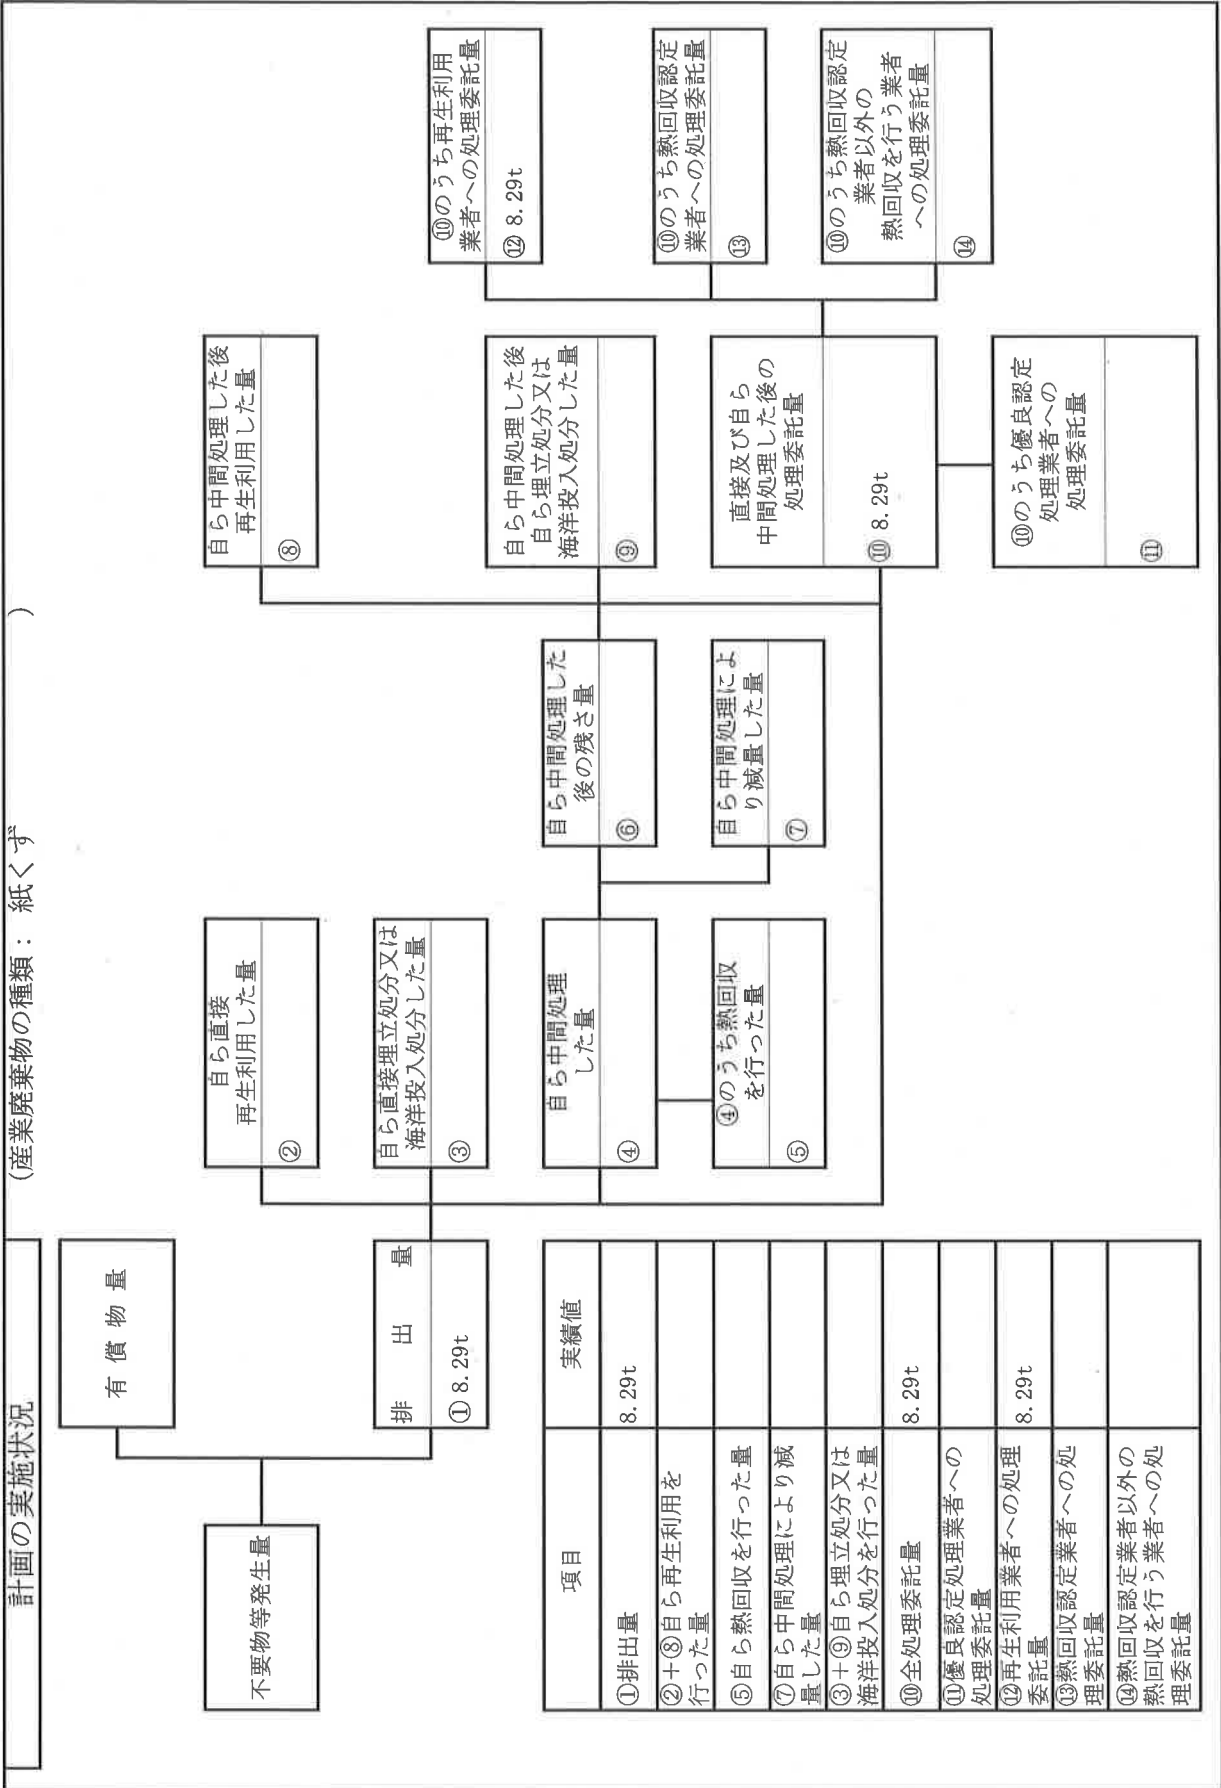 計画の実施状況
(産業廃棄物の種類： 紙くず )
不要物等発生量
有 償 物 量
排 出 量
① 8.29t
自ら直接
再生利用した量
②
自ら直接埋立処分又は
海洋投入処分した量
③
自ら中間処理
した量
④
④のうち熱回収
を行った量
⑤
自ら中間処理した
後の残さ量
⑥
自ら中間処理によ
り減量した量
⑦
自ら中間処理した後
再生利用した量
⑧
自ら中間処理した後
自ら埋立処分又は
海洋投入処分した量
⑨
直接及び自ら
中間処理した後の
処理委託量
⑩ 8.29t
⑩のうち優良認定
処理業者への
処理委託量
⑪
⑩のうち再生利用
業者への処理委託量
⑫ 8.29t
⑩のうち熱回収認定
業者への処理委託量
⑬
⑩のうち熱回収認定
業者以外の
熱回収を行う業者
への処理委託量
⑭
項目 実績値
①排出量 8.29t
②＋⑧自ら再生利用を
行った量
⑤自ら熱回収を行った量
⑦自ら中間処理により減
量した量
③＋⑨自ら埋立処分又は
海洋投入処分を行った量
⑩全処理委託量 8.29t
⑪優良認定処理業者への
処理委託量
⑫再生利用業者への処理
委託量 8.29t
⑬熱回収認定業者への処
理委託量
⑭熱回収認定業者以外の
熱回収を行う業者への処
理委託量